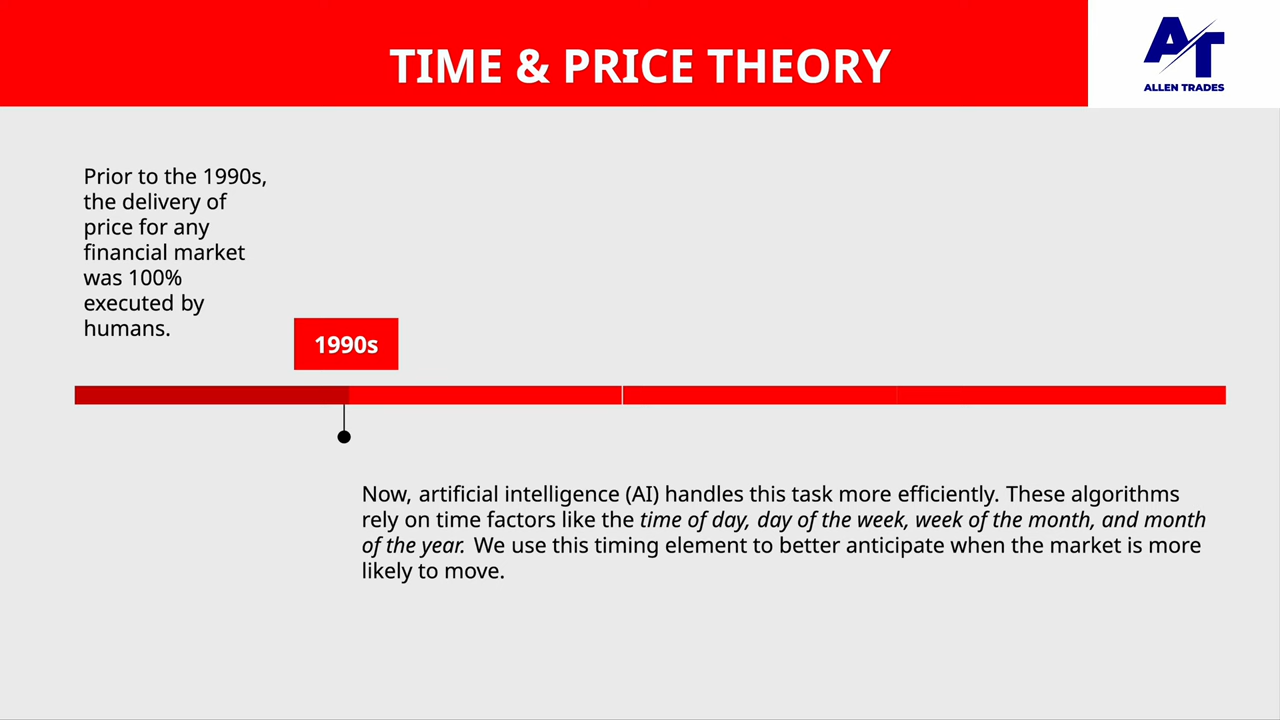 TIME & PRICE THEORY
AT
ALLEN TRADES
Prior to the 1990s,
the delivery of
price for any
financial market
was 100%
executed by
humans.
1990s
Now, artificial intelligence (AI) handles this task more efficiently. These algorithms
rely on time factors like the time of day, day of the week, week of the month, and month
of the year. We use this timing element to better anticipate when the market is more
likely to move.